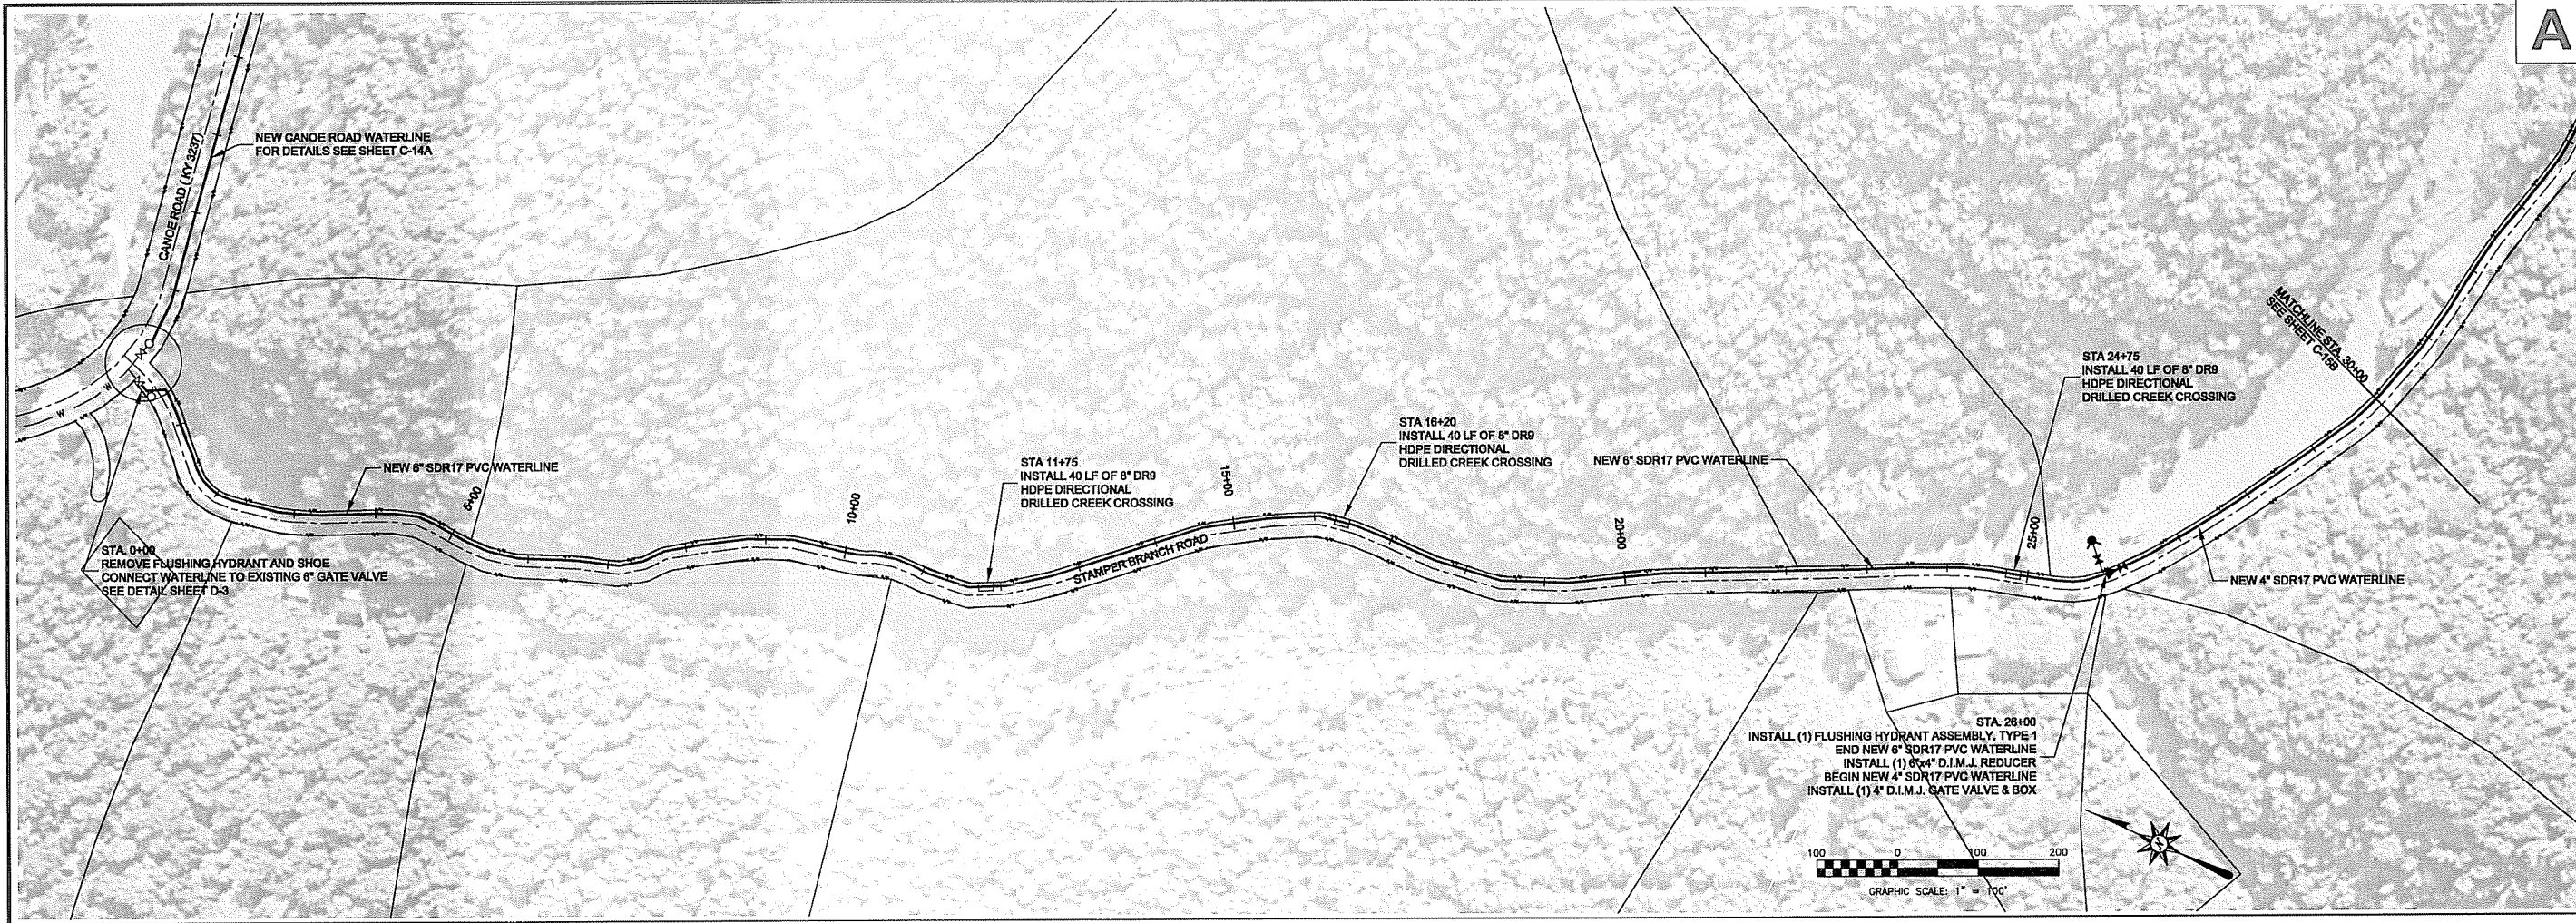 A
NEW CANOE ROAD WATERLINE
FOR DETAILS SEE SHEET C-14A
CANOE ROAD (KY 3237)
W
W
NEW 6" SDR17 PVC WATERLINE
5+00
STA. 0+00
REMOVE FLUSHING HYDRANT AND SHOE
CONNECT WATERLINE TO EXISTING 6" GATE VALVE
SEE DETAIL SHEET D-3
10+00
STA 11+75
INSTALL 40 LF OF 8" DR9
HDPE DIRECTIONAL
DRILLED CREEK CROSSING
STAMPER BRANCH ROAD
15+00
STA 16+20
INSTALL 40 LF OF 8" DR9
HDPE DIRECTIONAL
DRILLED CREEK CROSSING
NEW 6" SDR17 PVC WATERLINE
20+00
STA 24+75
INSTALL 40 LF OF 8" DR9
HDPE DIRECTIONAL
DRILLED CREEK CROSSING
25+00
MATCHLINE STA. 30+00
SEE SHEET C-15B
NEW 4" SDR17 PVC WATERLINE
STA. 26+00
INSTALL (1) FLUSHING HYDRANT ASSEMBLY, TYPE 1
END NEW 6" SDR17 PVC WATERLINE
INSTALL (1) 6"x4" D.I.M.J. REDUCER
BEGIN NEW 4" SDR17 PVC WATERLINE
INSTALL (1) 4" D.I.M.J. GATE VALVE & BOX
N
100 0 100 200
GRAPHIC SCALE: 1" = 100'